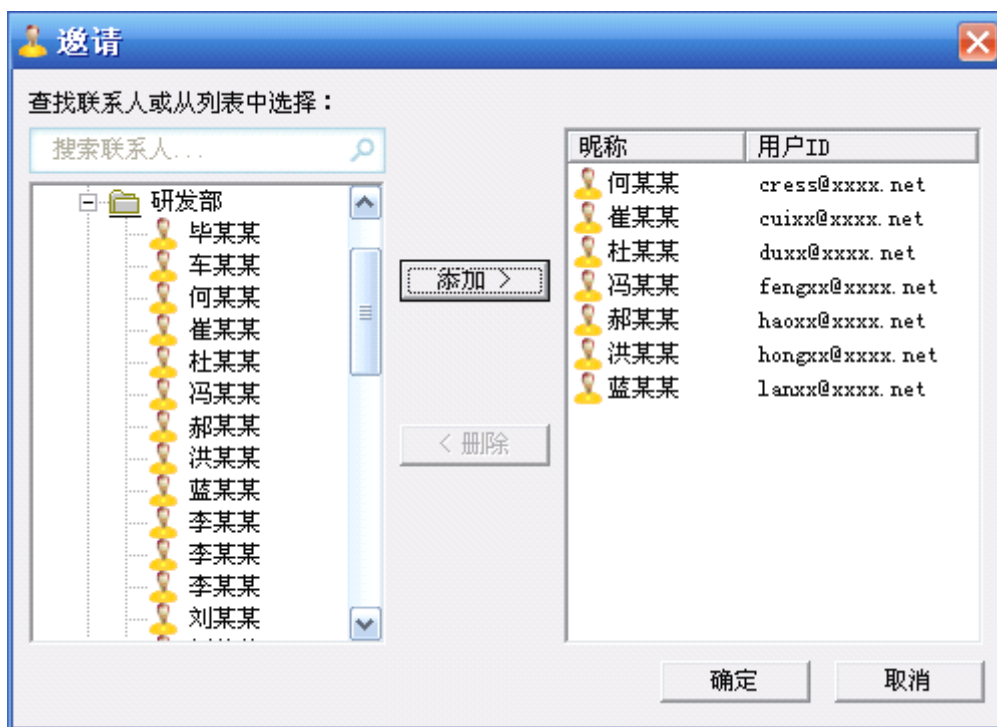 邀请
查找联系人或从列表中选择：
搜索联系人...
研发部
毕某某
车某某
何某某
崔某某
杜某某
冯某某
郝某某
洪某某
蓝某某
李某某
李某某
李某某
刘某某
添加 >
< 删除
昵称 用户ID
何某某 cress@xxxx.net
崔某某 cuixx@xxxx.net
杜某某 duxx@xxxx.net
冯某某 fengxx@xxxx.net
郝某某 haoxx@xxxx.net
洪某某 hongxx@xxxx.net
蓝某某 lanxx@xxxx.net
确定 取消